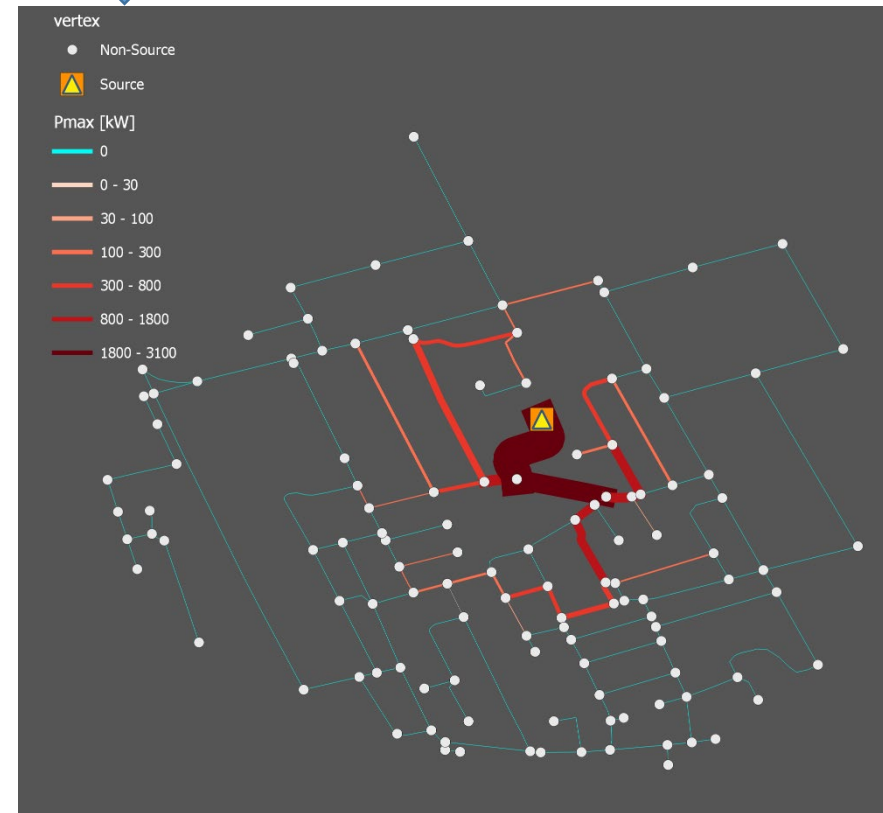 vertex
Non-Source
Source
Pmax [kW]
0
0 - 30
30 - 100
100 - 300
300 - 800
800 - 1800
1800 - 3100